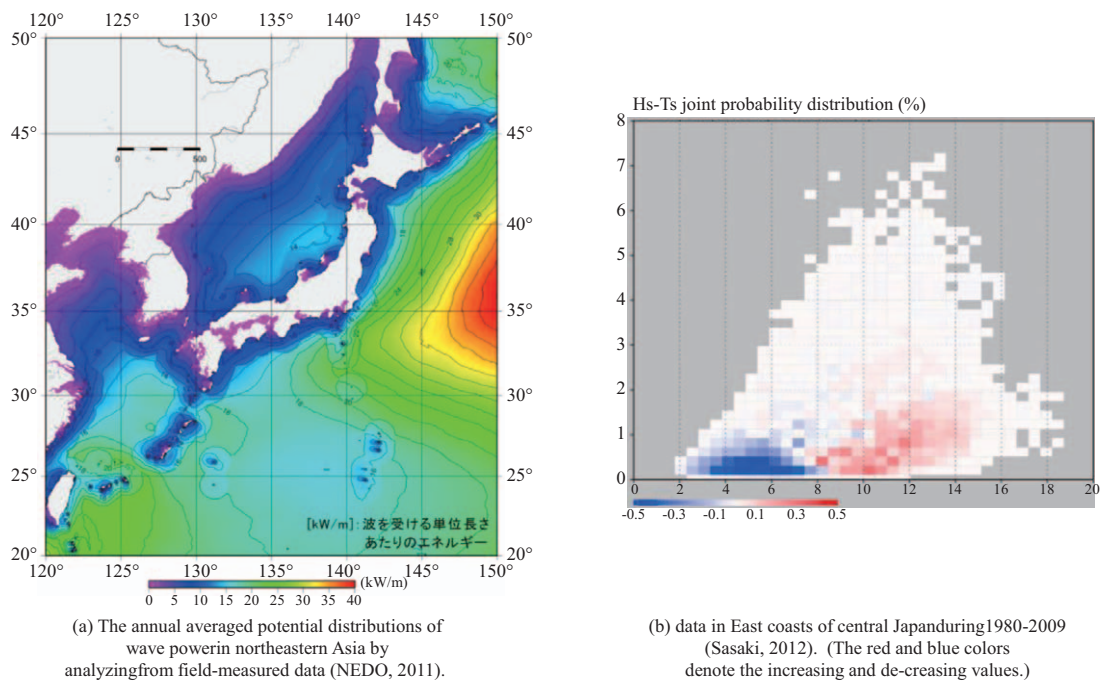 120° 125° 130° 135° 140° 145° 150°
50° 50°
45° 45°
0 500
40° 40°
35° 35°
30° 30°
25° 25°
[kW/m]:波を受ける単位長さ
あたりのエネルギー
20° 20°
120° 125° 130° 135° 140° 145° 150°
0 5 10 15 20 25 30 35 40 (kW/m)
(a) The annual averaged potential distributions of
wave powerin northeastern Asia by
analyzingfrom field-measured data (NEDO, 2011).
Hs-Ts joint probability distribution (%)
8
7
6
5
4
3
2
1
0
0 2 4 6 8 10 12 14 16 18 20
-0.5 -0.3 -0.1 0.1 0.3 0.5
(b) data in East coasts of central Japanduring1980-2009
(Sasaki, 2012). (The red and blue colors
denote the increasing and de-creasing values.)